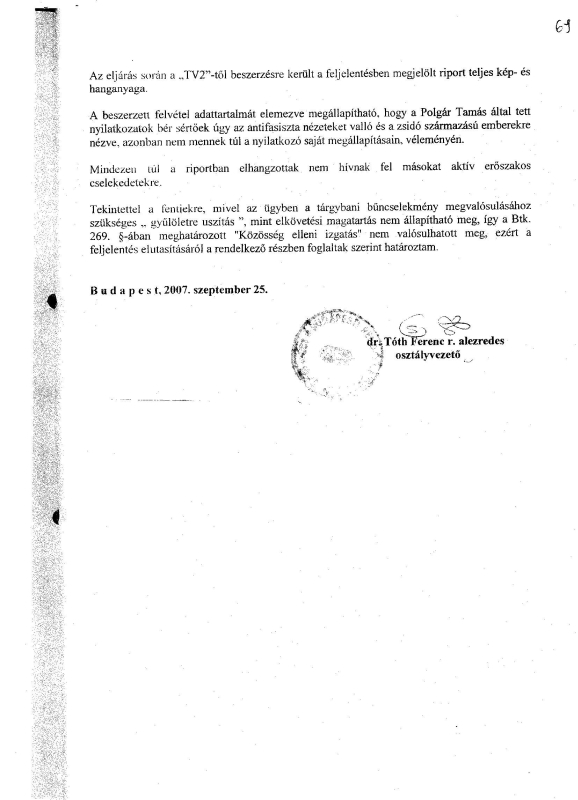 69
Az eljárás során a „TV2”-től beszerzésre került a feljelentésben megjelölt riport teljes kép- és
hanganyaga.
A beszerzett felvétel adattartalmát elemezve megállapítható, hogy a Polgár Tamás által tett
nyilatkozatok bér sértőek úgy az antifasiszta nézeteket valló és a zsidó származású emberekre
nézve, azonban nem mennek túl a nyilatkozó saját megállapításain, véleményén.
Mindezen túl a riportban elhangzottak nem hívnak fel másokat aktív erőszakos
cselekedetekre.
Tekintettel a fentiekre, mivel az ügyben a tárgybani bűncselekmény megvalósulásához
szükséges „ gyűlöletre uszítás ”, mint elkövetési magatartás nem állapítható meg, így a Btk.
269. §-ában meghatározott "Közösség elleni izgatás" nem valósulhatott meg, ezért a
feljelentés elutasításáról a rendelkező részben foglaltak szerint határoztam.
B u d a p e s t, 2007. szeptember 25.
dr. Tóth Ferenc r. alezredes
osztályvezető